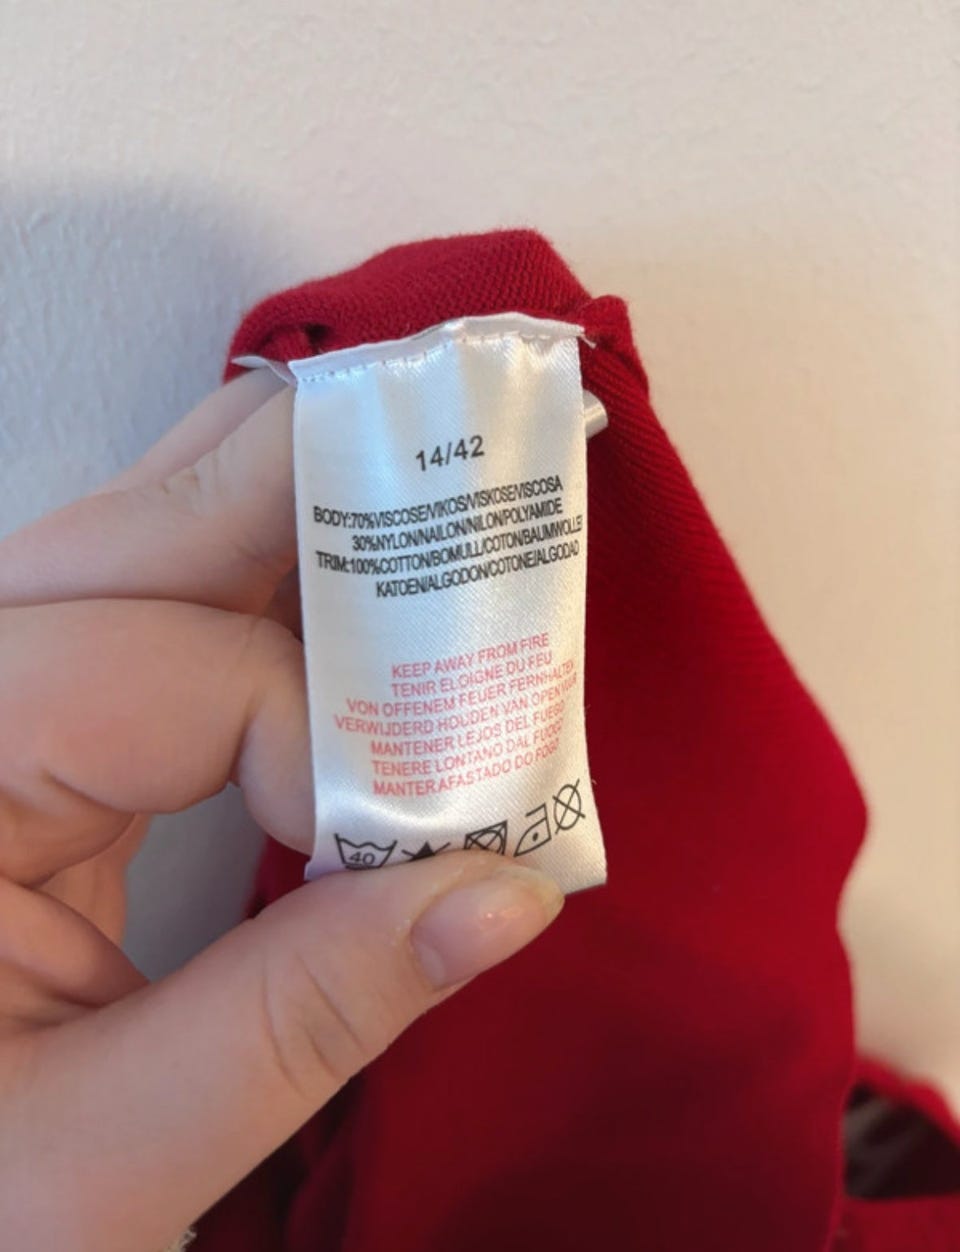 14/42
BODY:70%VISCOSE/VIKOS/VISKOSE/VISCOSA
30%NYLON/NAILON/NILON/POLYAMIDE
TRIM:100%COTTON/BOMULL/COTON/BAUMWOLLE/
KATOEN/ALGODON/COTONE/ALGODAO
KEEP AWAY FROM FIRE
TENIR ELOIGNE DU FEU
VON OFFENEM FEUER FERNHALTEN
VERWIJDERD HOUDEN VAN OPEN VUUR
MANTENER LEJOS DEL FUEGO
TENERE LONTANO DAL FUOCO
MANTER AFASTADO DO FOGO
40